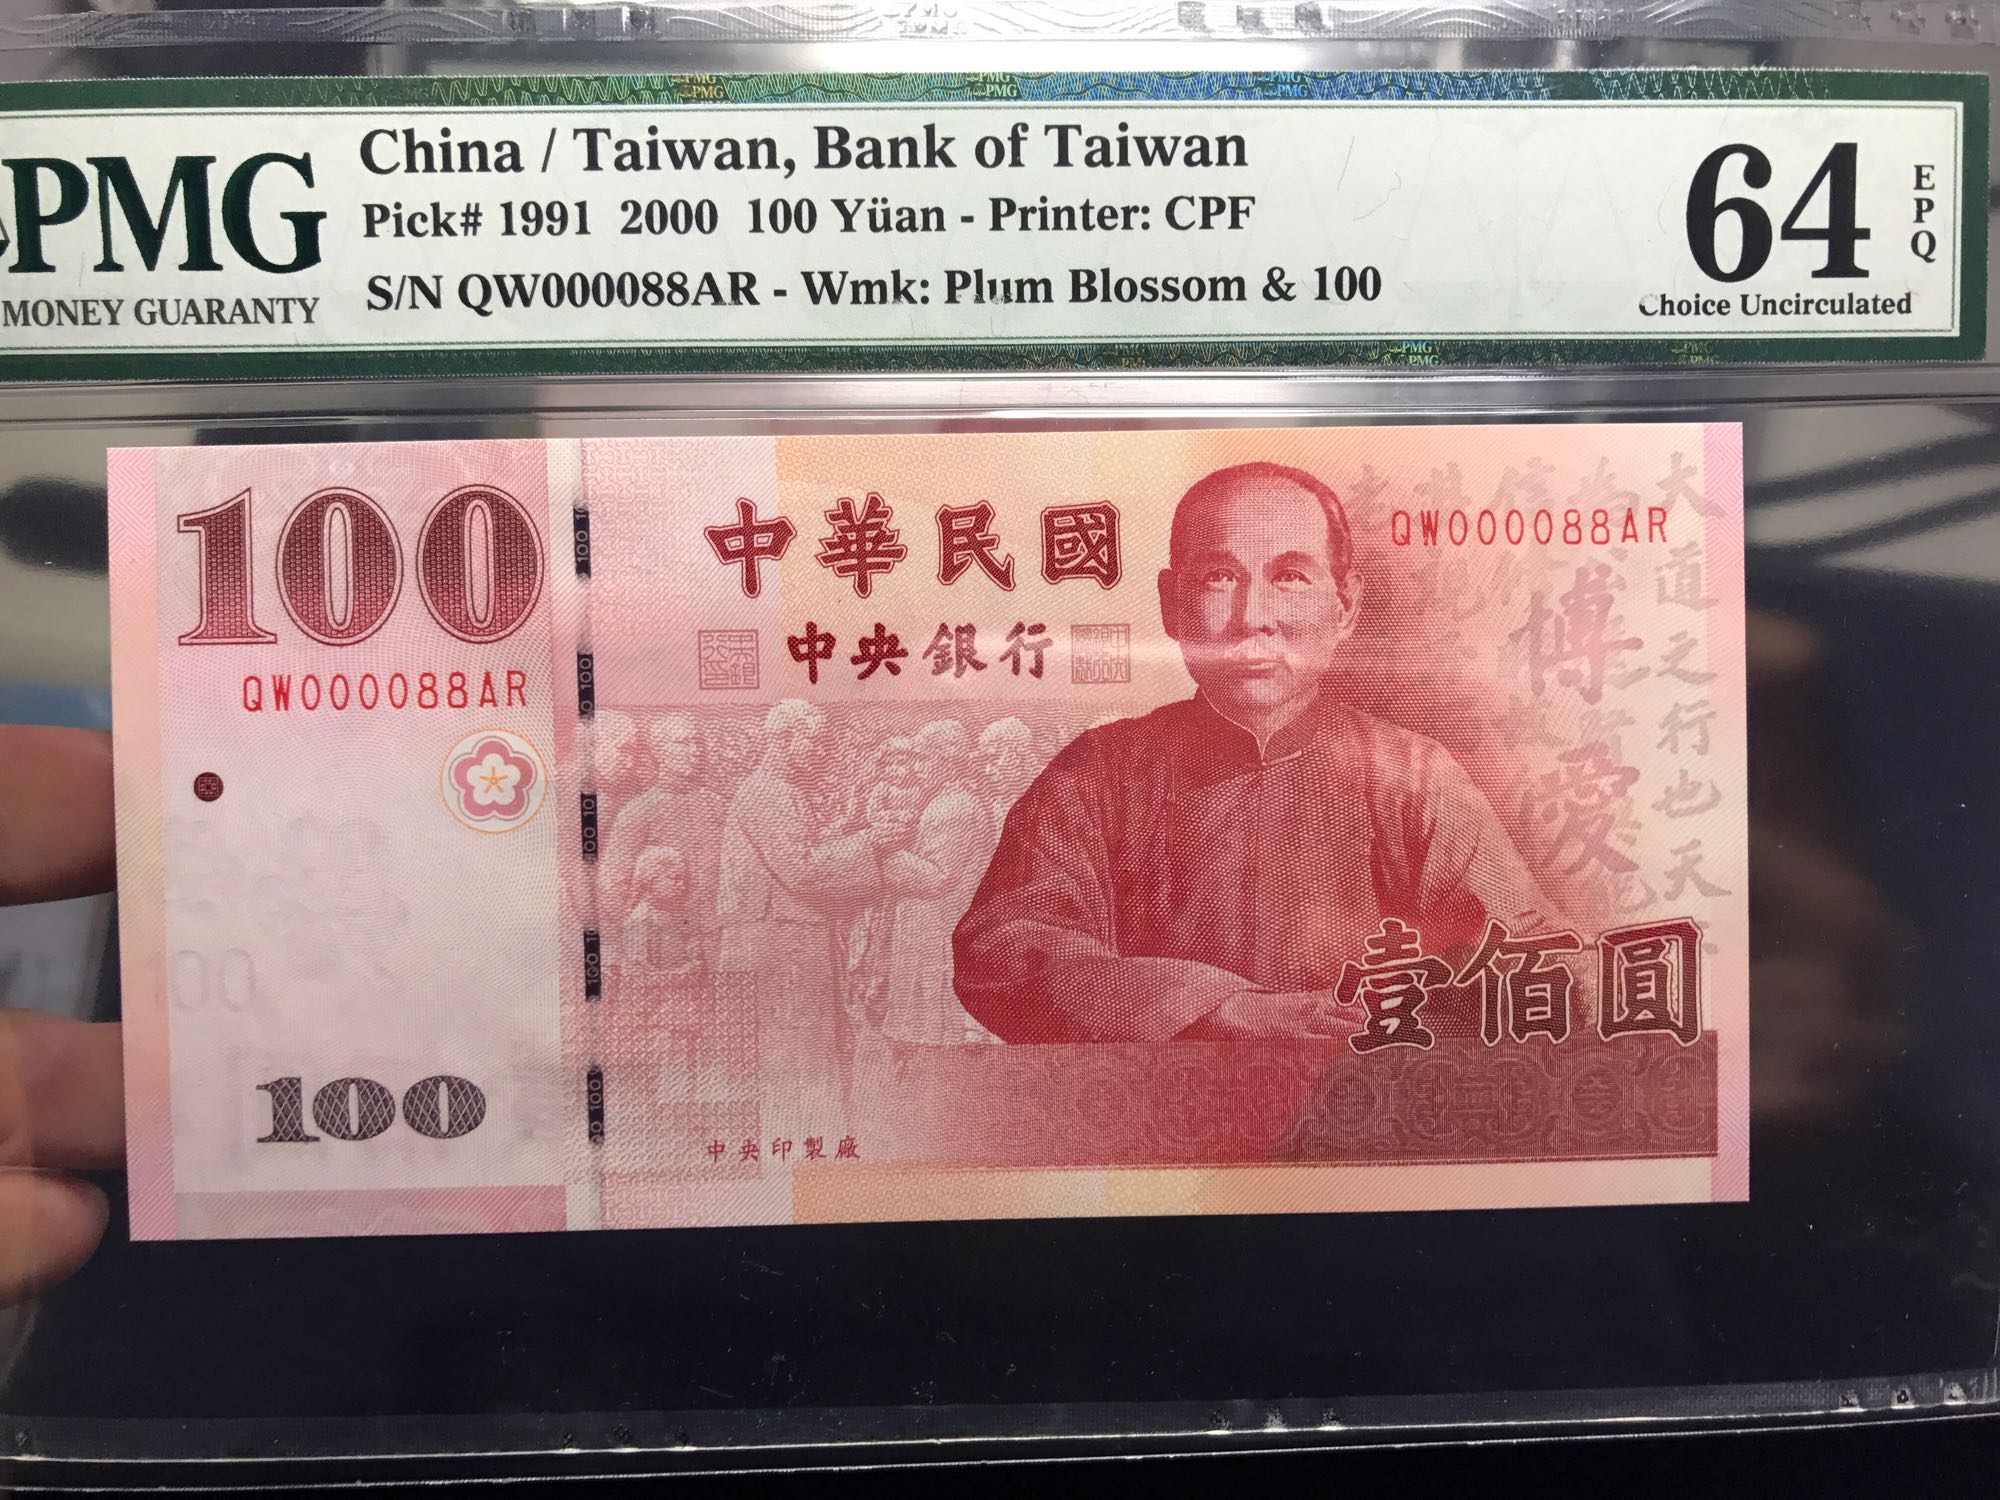 PMG
MONEY GUARANTY
China / Taiwan, Bank of Taiwan
Pick# 1991 2000 100 Yüan - Printer: CPF
S/N QW000088AR - Wmk: Plum Blossom & 100
64
EPQ
Choice Uncirculated
100
中華民國
QW000088AR
中央銀行
QW000088AR
博愛
大道之行也天
壹佰圓
100
中央印製廠